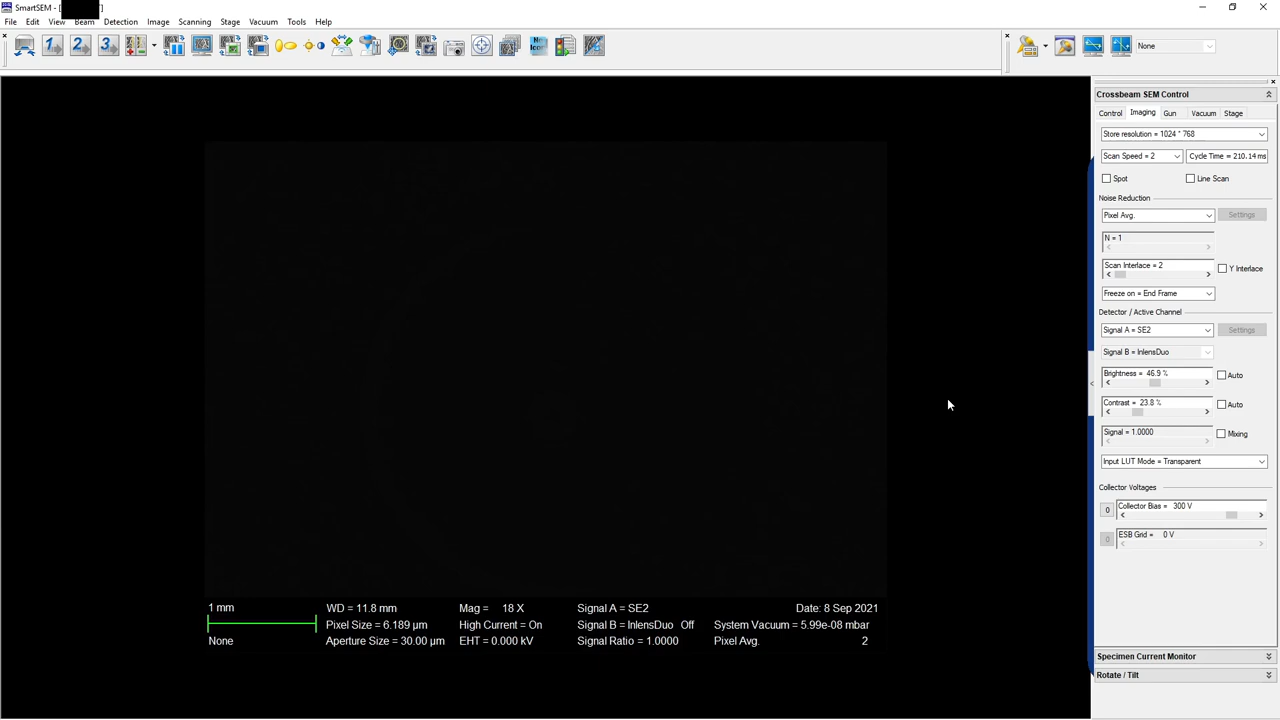 SmartSEM - [
File Edit View Beam Detection Image Scanning Stage Vacuum Tools Help
1 2 3 No Icon None
Crossbeam SEM Control
Control Imaging Gun Vacuum Stage
Store resolution = 1024 * 768
Scan Speed = 2 Cycle Time = 210.14 ms
Spot Line Scan
Noise Reduction
Pixel Avg. Settings
N = 1
Scan Interlace = 2 Y Interlace
Freeze on = End Frame
Detector / Active Channel
Signal A = SE2 Settings
Signal B = InlensDuo
Brightness = 46.9 % Auto
Contrast = 23.8 % Auto
Signal = 1.0000 Mixing
Input LUT Mode = Transparent
Collector Voltages
0 Collector Bias = 300 V
0 ESB Grid = 0 V
1 mm WD = 11.8 mm Mag = 18 X Signal A = SE2 Date: 8 Sep 2021
Pixel Size = 6.189 µm High Current = On Signal B = InlensDuo Off System Vacuum = 5.99e-08 mbar
None Aperture Size = 30.00 µm EHT = 0.000 kV Signal Ratio = 1.0000 Pixel Avg. 2
Specimen Current Monitor
Rotate / Tilt